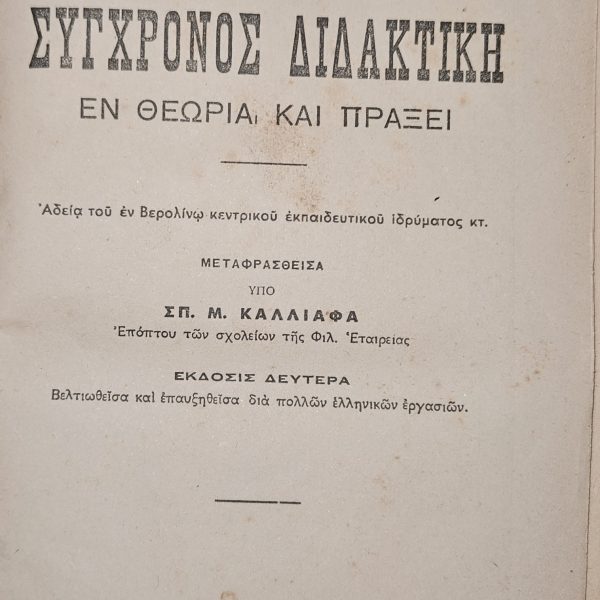 ΣΥΓΧΡΟΝΟΣ ΔΙΔΑΚΤΙΚΗ
ΕΝ ΘΕΩΡΙΑι ΚΑΙ ΠΡΑΞΕΙ
Ἀδείᾳ τοῦ ἐν Βερολίνῳ κεντρικοῦ ἐκπαιδευτικοῦ ἱδρύματος κτ.
ΜΕΤΑΦΡΑΣΘΕΙΣΑ
ΥΠΟ
ΣΠ. Μ. ΚΑΛΛΙΑΦΑ
Ἐπόπτου τῶν σχολείων τῆς Φιλ. Ἑταιρείας
ΕΚΔΟΣΙΣ ΔΕΥΤΕΡΑ
Βελτιωθεῖσα καὶ ἐπαυξηθεῖσα διὰ πολλῶν ἑλληνικῶν ἐργασιῶν.